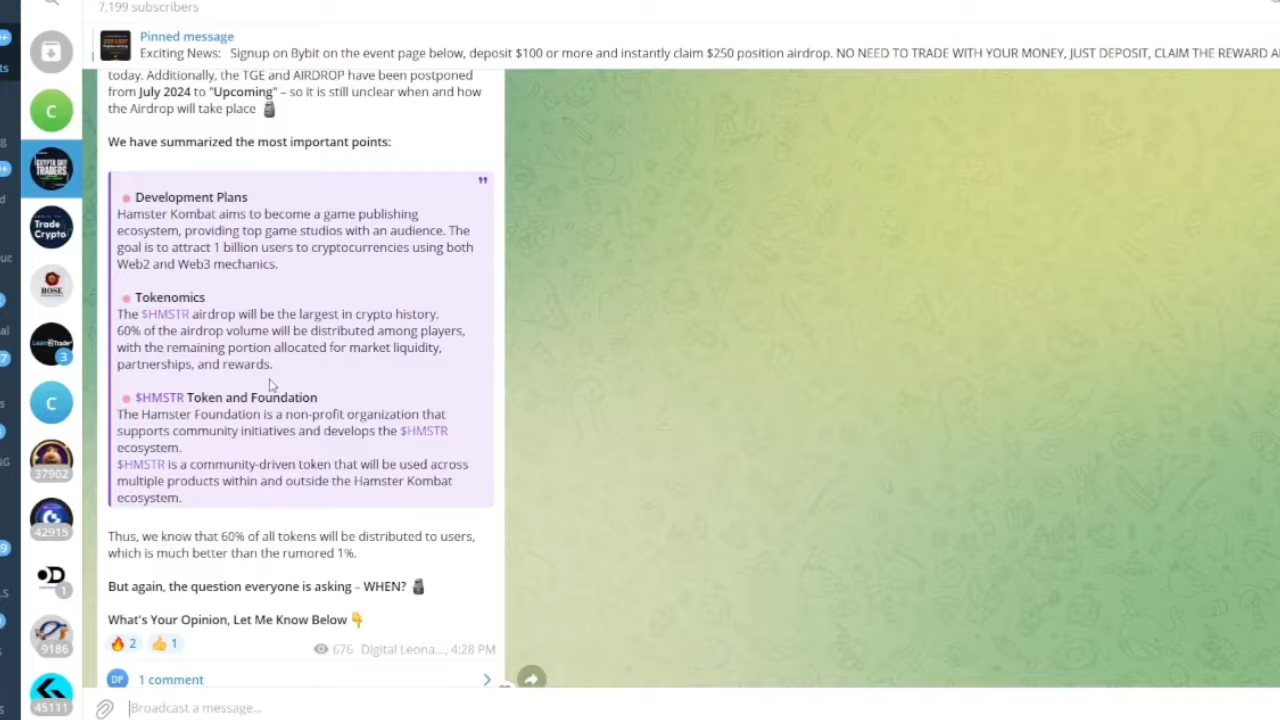 7,199 subscribers
Pinned message
Exciting News: Signup on Bybit on the event page below, deposit $100 or more and instantly claim $250 position airdrop. NO NEED TO TRADE WITH YOUR MONEY, JUST DEPOSIT, CLAIM THE REWARD
today. Additionally, the TGE and AIRDROP have been postponed
from July 2024 to "Upcoming" – so it is still unclear when and how
the Airdrop will take place
We have summarized the most important points:
Development Plans
Hamster Kombat aims to become a game publishing
ecosystem, providing top game studios with an audience. The
goal is to attract 1 billion users to cryptocurrencies using both
Web2 and Web3 mechanics.
Tokenomics
The $HMSTR airdrop will be the largest in crypto history.
60% of the airdrop volume will be distributed among players,
with the remaining portion allocated for market liquidity,
partnerships, and rewards.
$HMSTR Token and Foundation
The Hamster Foundation is a non-profit organization that
supports community initiatives and develops the $HMSTR
ecosystem.
$HMSTR is a community-driven token that will be used across
multiple products within and outside the Hamster Kombat
ecosystem.
Thus, we know that 60% of all tokens will be distributed to users,
which is much better than the rumored 1%.
But again, the question everyone is asking – WHEN?
What's Your Opinion, Let Me Know Below 👇
🔥 2 👍 1
676 Digital Leona..., 4:28 PM
DP 1 comment
Broadcast a message...
C
CRYPTO DAY
TRADERS
Trade
Crypto
ROSE
3
C
37902
42915
1
9186
45111